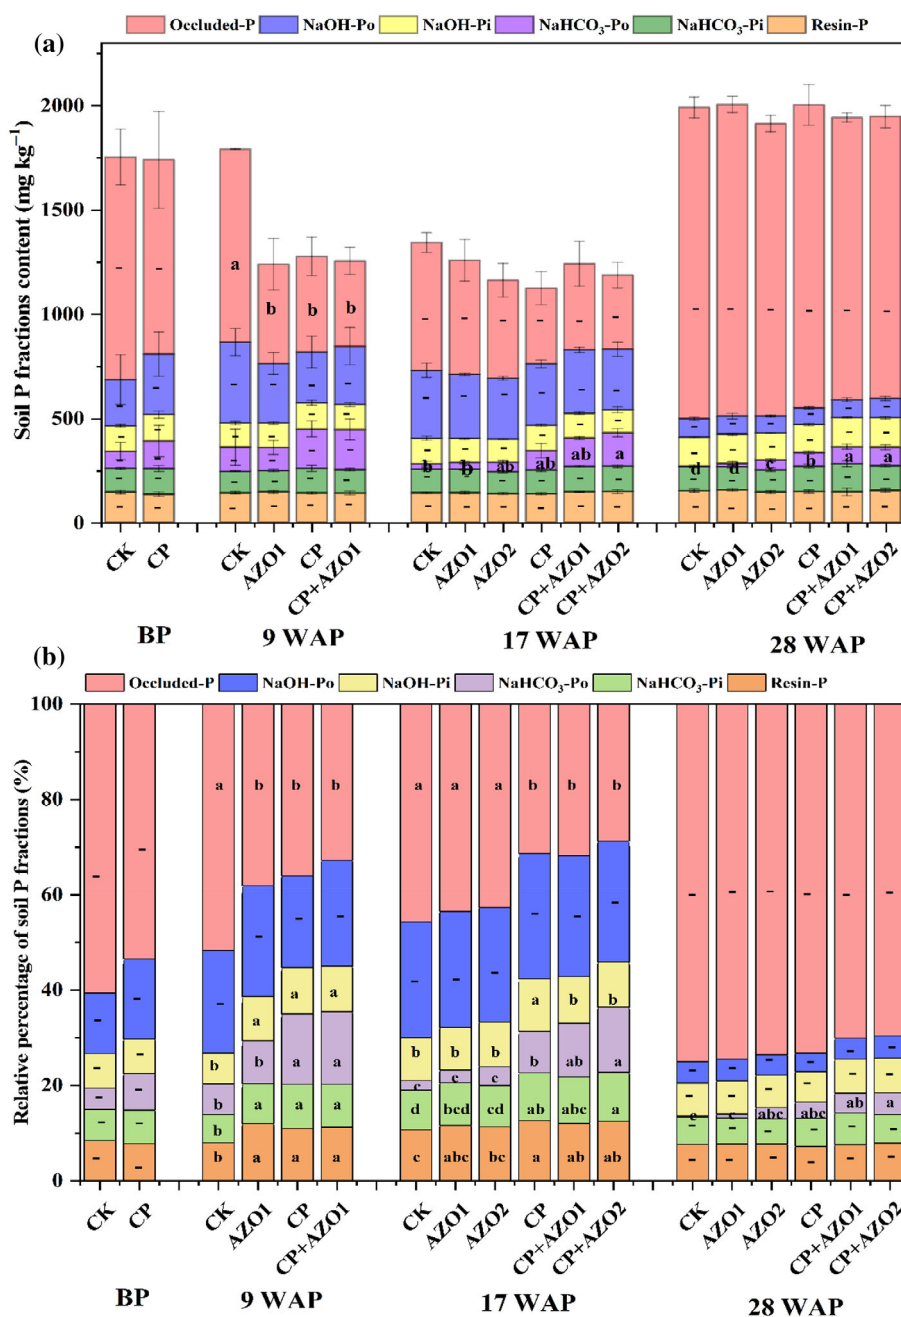 Occluded-P NaOH-Po NaOH-Pi NaHCO₃-Po NaHCO₃-Pi Resin-P
(a)
Soil P fractions content (mg kg⁻¹)
2000
1500
1000
500
0
a b b b
b b ab ab ab a
d d c b a a
CK CP CK AZO1 CP CP+AZO1 CK AZO1 AZO2 CP CP+AZO1 CP+AZO2 CK AZO1 AZO2 CP CP+AZO1 CP+AZO2
BP 9 WAP 17 WAP 28 WAP
(b)
Occluded-P NaOH-Po NaOH-Pi NaHCO₃-Po NaHCO₃-Pi Resin-P
Relative percentage of soil P fractions (%)
100
80
60
40
20
0
a b b b a a a b b b
b a a a b b b a b b
b a a a c c c b ab a c c abc abc ab a
b a a a d bcd cd ab abc a
b a a a c abc bc a ab ab
CK CP CK AZO1 CP CP+AZO1 CK AZO1 AZO2 CP CP+AZO1 CP+AZO2 CK AZO1 AZO2 CP CP+AZO1 CP+AZO2
BP 9 WAP 17 WAP 28 WAP